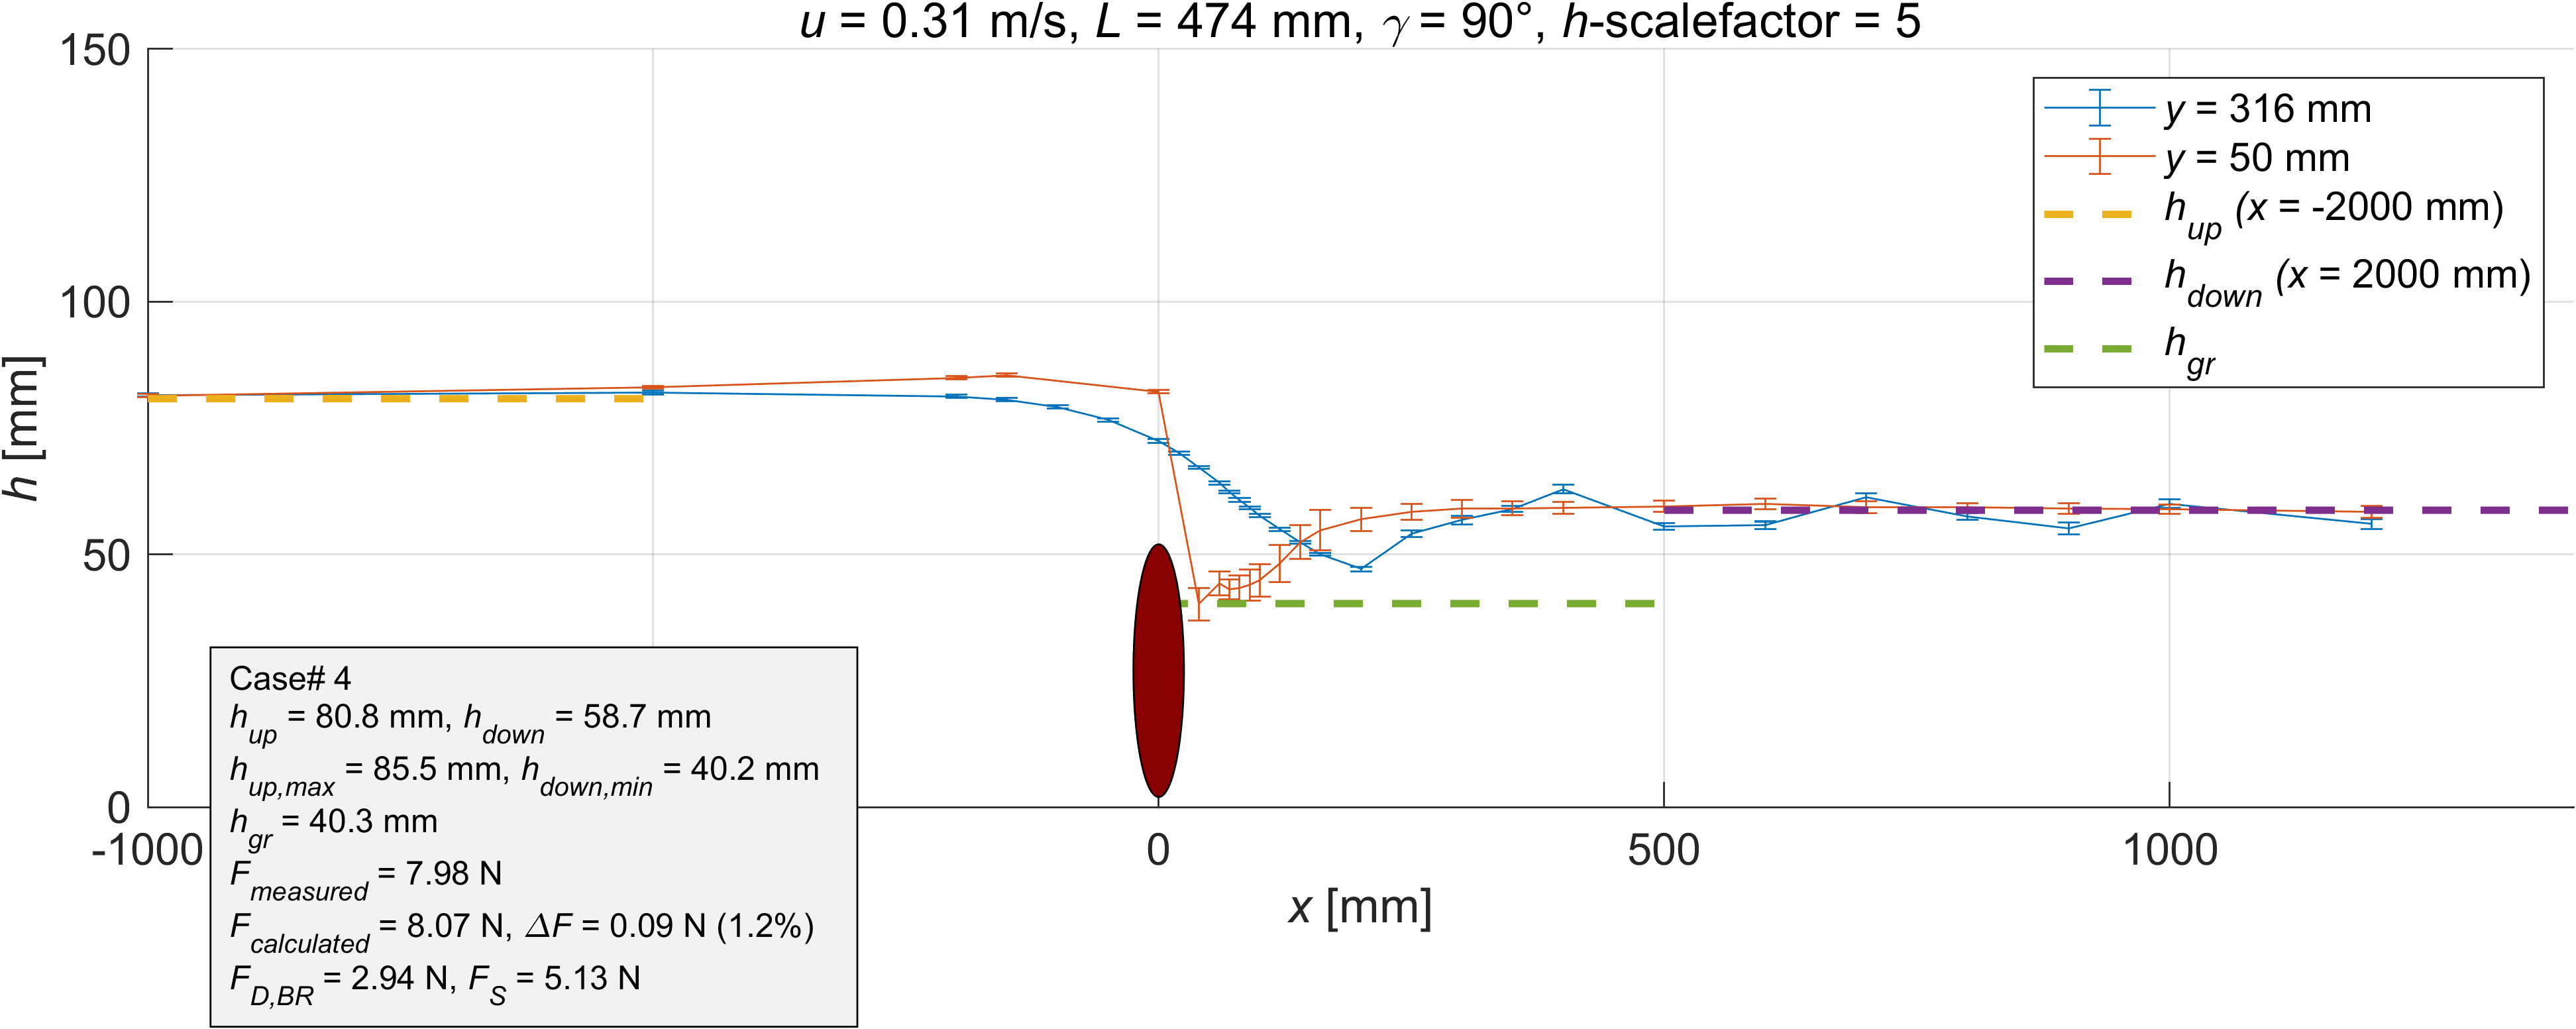 u = 0.31 m/s, L = 474 mm, γ = 90°, h-scalefactor = 5
150
100
50
0
h [mm]
-1000
0
500
1000
x [mm]
y = 316 mm
y = 50 mm
h_up (x = -2000 mm)
h_down (x = 2000 mm)
h_gr
Case# 4
h_up = 80.8 mm, h_down = 58.7 mm
h_up,max = 85.5 mm, h_down,min = 40.2 mm
h_gr = 40.3 mm
F_measured = 7.98 N
F_calculated = 8.07 N, ΔF = 0.09 N (1.2%)
F_D,BR = 2.94 N, F_S = 5.13 N